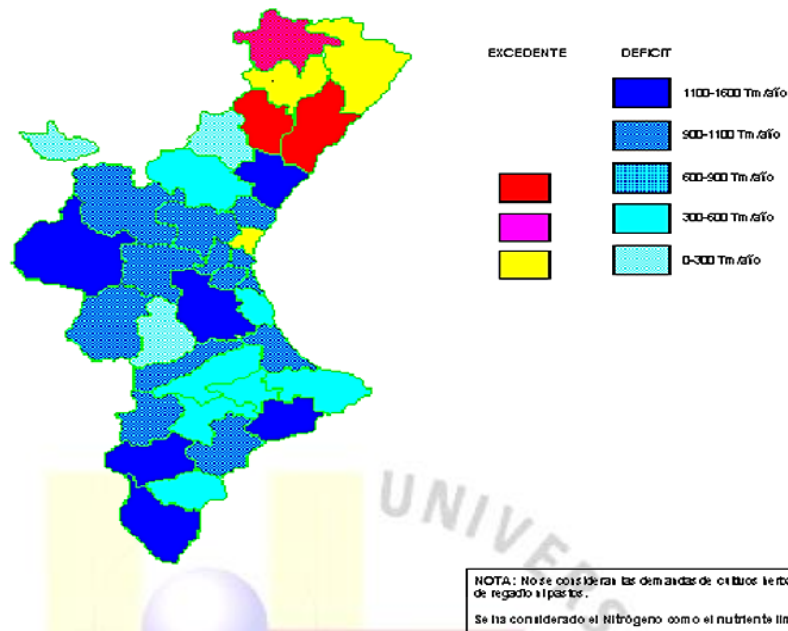 EXCEDENTE
DEFICIT
1100-1600 Tm/año
900-1100 Tm/año
600-900 Tm/año
300-600 Tm/año
0-300 Tm/año
UNIVERS
NOTA: No se consideran las demandas de cultivos herba
de regadío ni pastos.
Se ha considerado el Nitrógeno como el nutriente lim